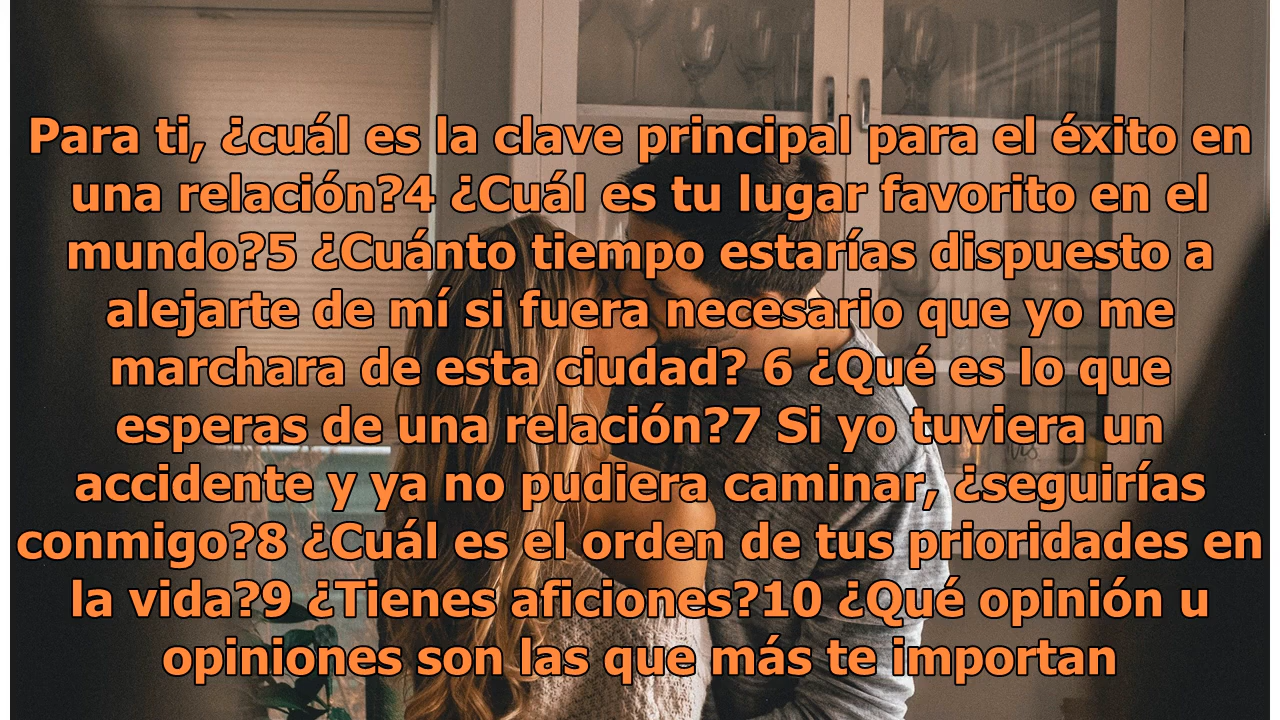 Para ti, ¿cuál es la clave principal para el éxito en
una relación?4 ¿Cuál es tu lugar favorito en el
mundo?5 ¿Cuánto tiempo estarías dispuesto a
alejarte de mí si fuera necesario que yo me
marchara de esta ciudad? 6 ¿Qué es lo que
esperas de una relación?7 Si yo tuviera un
accidente y ya no pudiera caminar, ¿seguirías
conmigo?8 ¿Cuál es el orden de tus prioridades en
la vida?9 ¿Tienes aficiones?10 ¿Qué opinión u
opiniones son las que más te importan